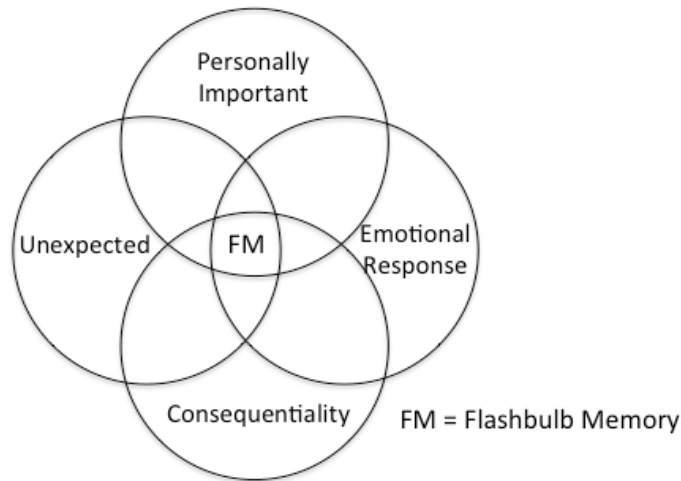 Personally
Important
Unexpected
FM
Emotional
Response
Consequentiality
FM = Flashbulb Memory